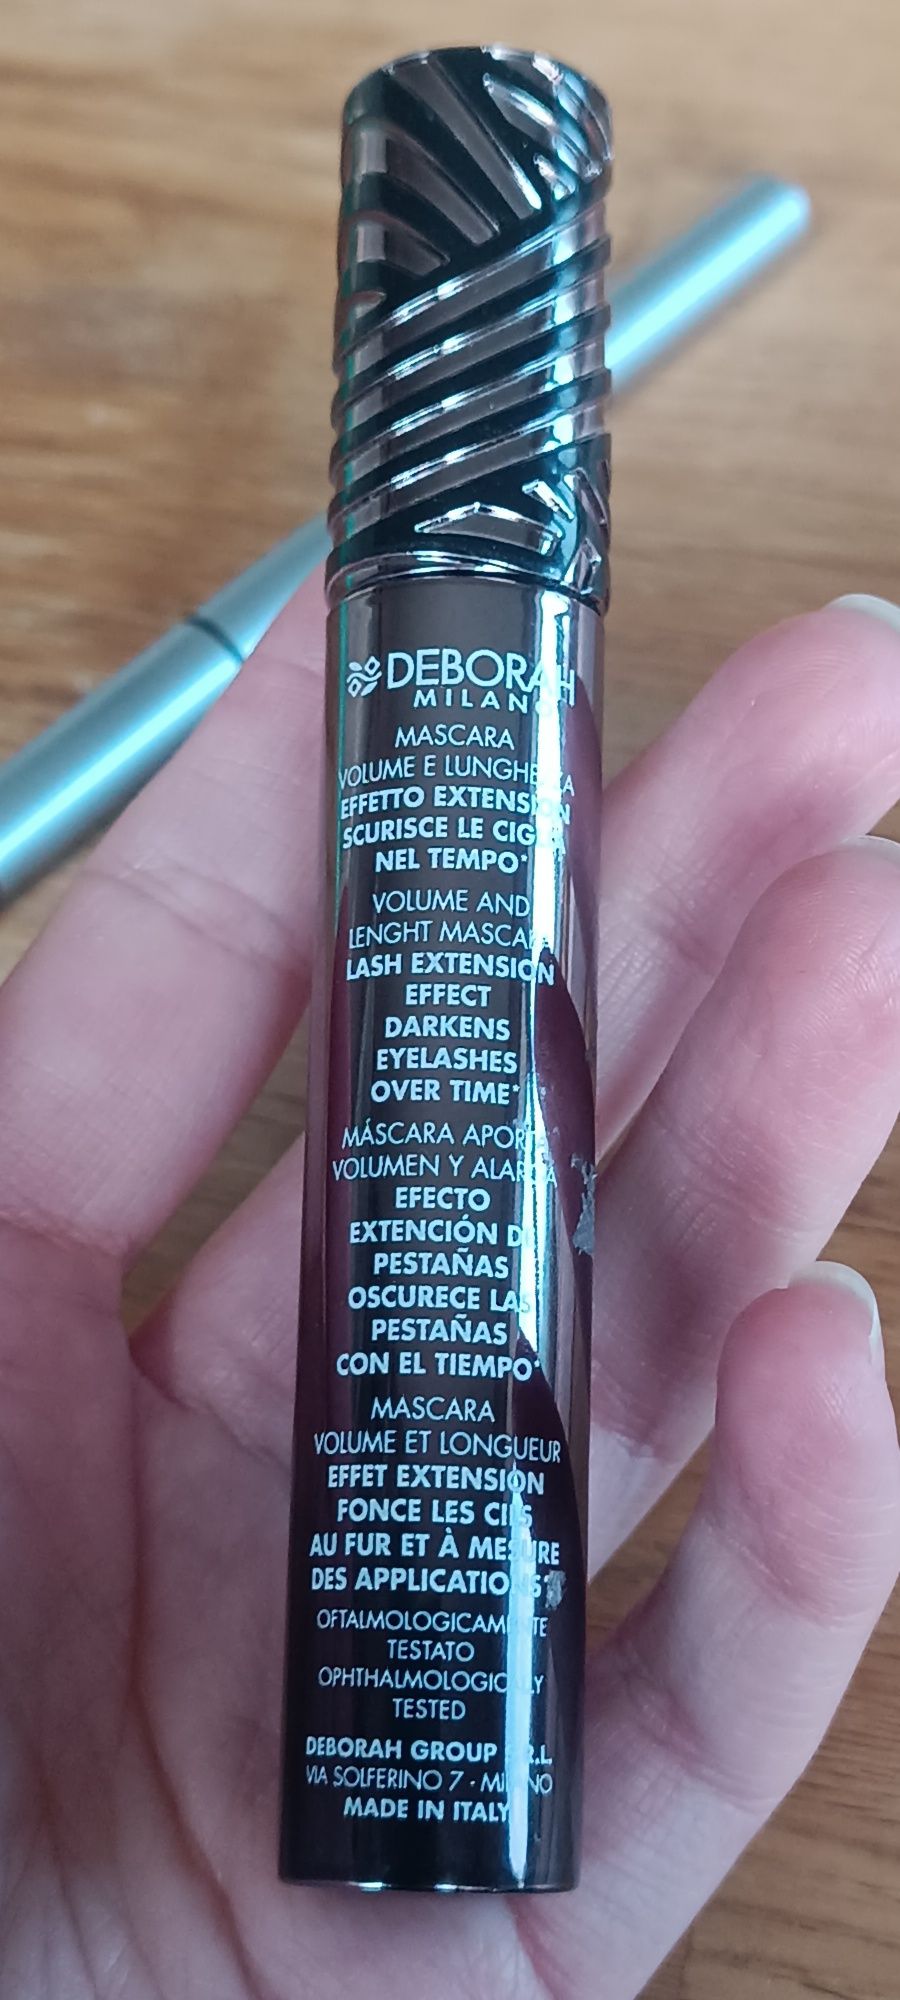 DEBORAH
MILANO
MASCARA
VOLUME E LUNGHEZZA
EFFETTO EXTENSION
SCURISCE LE CIGLIA
NEL TEMPO*
VOLUME AND
LENGHT MASCARA
LASH EXTENSION
EFFECT
DARKENS
EYELASHES
OVER TIME*
MÁSCARA APORTA
VOLUMEN Y ALARGA
EFECTO
EXTENCIÓN DE
PESTAÑAS
OSCURECE LAS
PESTAÑAS
CON EL TIEMPO*
MASCARA
VOLUME ET LONGUEUR
EFFET EXTENSION
FONCE LES CILS
AU FUR ET À MESURE
DES APPLICATIONS*
OFTALMOLOGICAMENTE
TESTATO
OPHTHALMOLOGICALLY
TESTED
DEBORAH GROUP S.R.L
VIA SOLFERINO 7 - MILANO
MADE IN ITALY